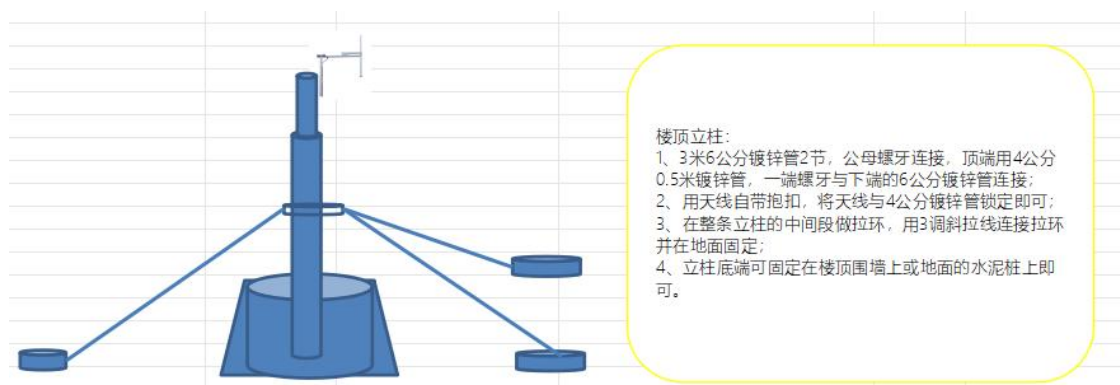 楼顶立柱：
1、3米6公分镀锌管2节，公母螺牙连接，顶端用4公分
0.5米镀锌管，一端螺牙与下端的6公分镀锌管连接；
2、用天线自带抱扣，将天线与4公分镀锌管锁定即可；
3、在整条立柱的中间段做拉环，用3调斜拉线连接拉环
并在地面固定；
4、立柱底端可固定在楼顶围墙上或地面的水泥桩上即
可。